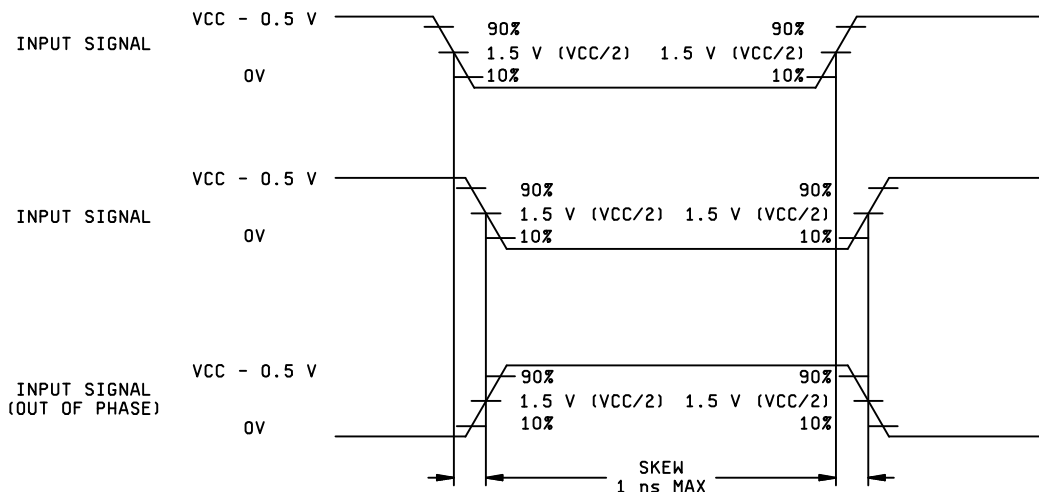 VCC - 0.5 V
90% 90%
INPUT SIGNAL 1.5 V (VCC/2) 1.5 V (VCC/2)
0V 10% 10%
VCC - 0.5 V
90% 90%
INPUT SIGNAL 1.5 V (VCC/2) 1.5 V (VCC/2)
0V 10% 10%
VCC - 0.5 V
90% 90%
INPUT SIGNAL
(OUT OF PHASE)
1.5 V (VCC/2) 1.5 V (VCC/2)
0V 10% 10%
SKEW
1 ns MAX